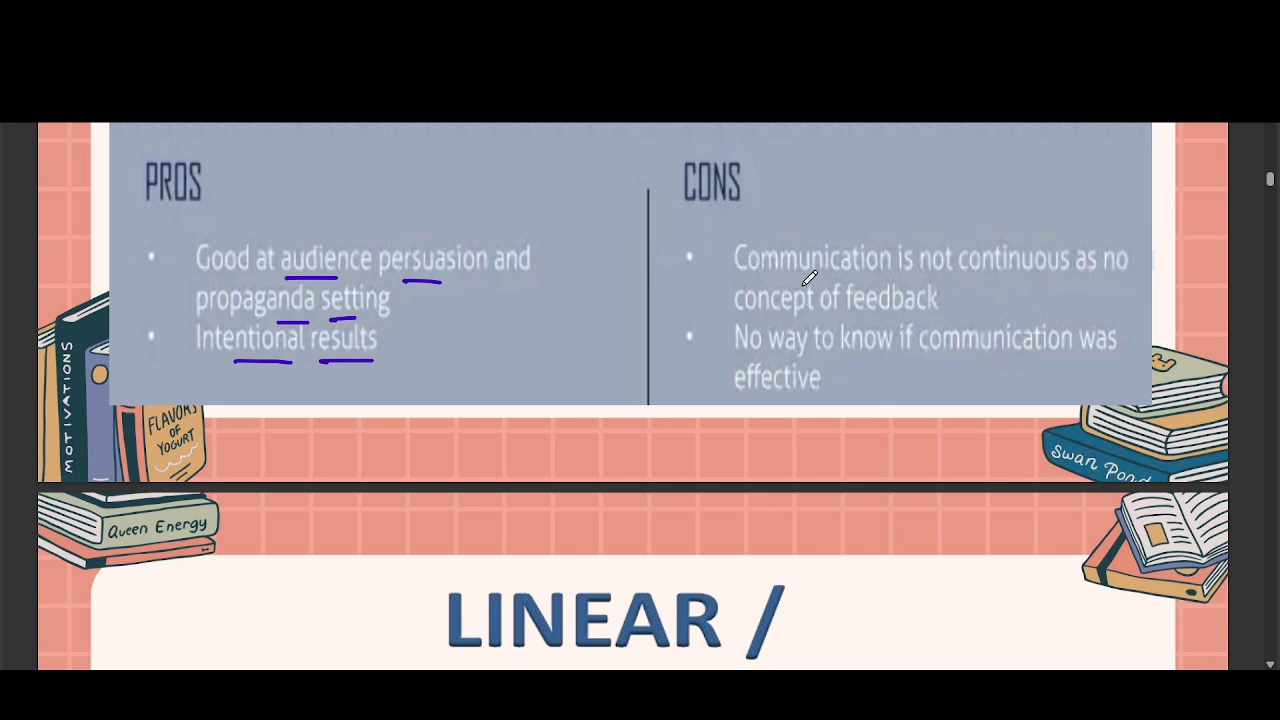 PROS
• Good at audience persuasion and
propaganda setting
• Intentional results
CONS
• Communication is not continuous as no
concept of feedback
• No way to know if communication was
effective
MOTIVATIONS
FLAVORS
OF
YOGURT
Swan Pond
Queen Energy
LINEAR /